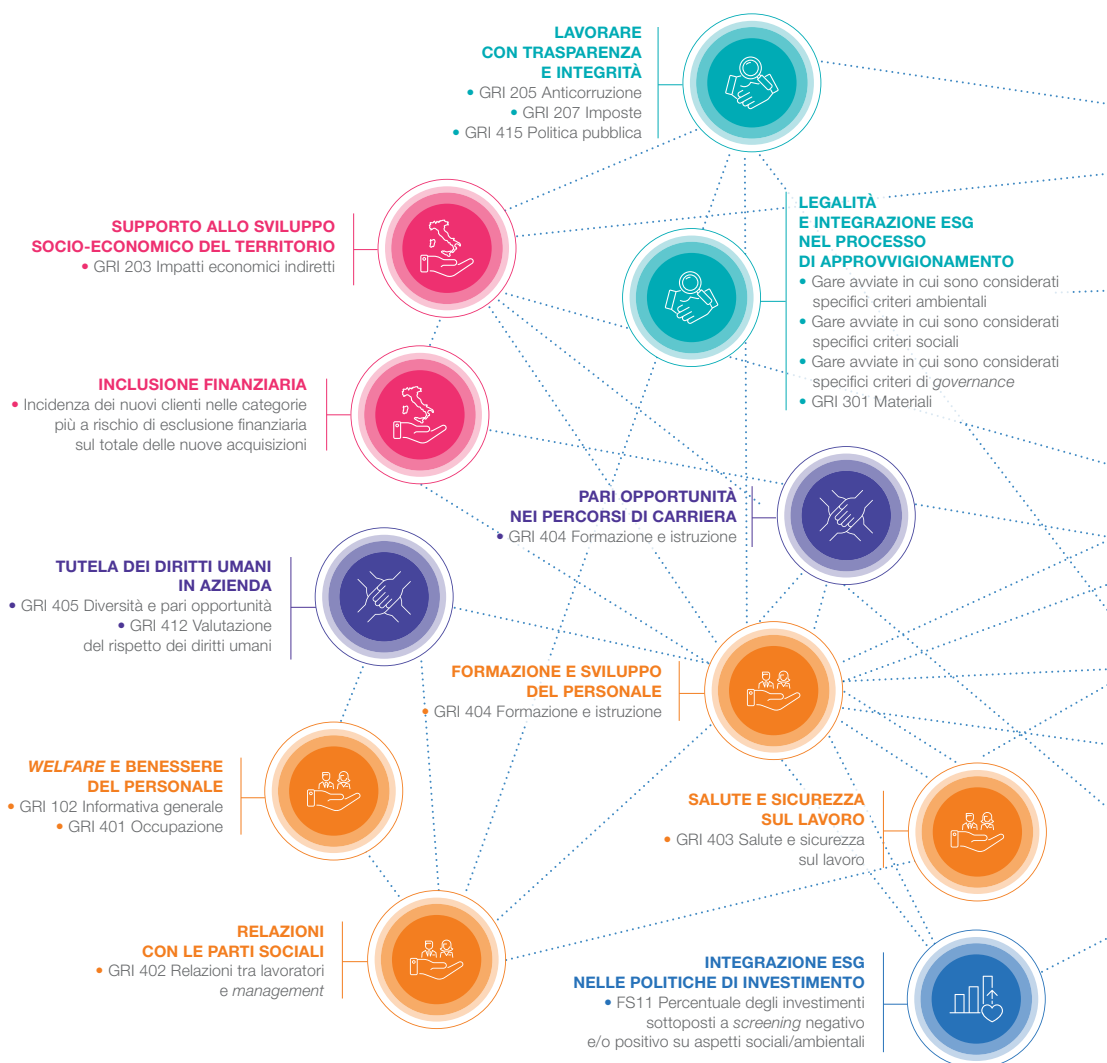 LAVORARE
CON TRASPARENZA
E INTEGRITÀ
• GRI 205 Anticorruzione
• GRI 207 Imposte
• GRI 415 Politica pubblica
SUPPORTO ALLO SVILUPPO
SOCIO-ECONOMICO DEL TERRITORIO
• GRI 203 Impatti economici indiretti
LEGALITÀ
E INTEGRAZIONE ESG
NEL PROCESSO
DI APPROVVIGIONAMENTO
• Gare avviate in cui sono considerati
specifici criteri ambientali
• Gare avviate in cui sono considerati
specifici criteri sociali
• Gare avviate in cui sono considerati
specifici criteri di governance
• GRI 301 Materiali
INCLUSIONE FINANZIARIA
• Incidenza dei nuovi clienti nelle categorie
più a rischio di esclusione finanziaria
sul totale delle nuove acquisizioni
PARI OPPORTUNITÀ
NEI PERCORSI DI CARRIERA
• GRI 404 Formazione e istruzione
TUTELA DEI DIRITTI UMANI
IN AZIENDA
• GRI 405 Diversità e pari opportunità
• GRI 412 Valutazione
del rispetto dei diritti umani
FORMAZIONE E SVILUPPO
DEL PERSONALE
• GRI 404 Formazione e istruzione
WELFARE E BENESSERE
DEL PERSONALE
• GRI 102 Informativa generale
• GRI 401 Occupazione
SALUTE E SICUREZZA
SUL LAVORO
• GRI 403 Salute e sicurezza
sul lavoro
RELAZIONI
CON LE PARTI SOCIALI
• GRI 402 Relazioni tra lavoratori
e management
INTEGRAZIONE ESG
NELLE POLITICHE DI INVESTIMENTO
• FS11 Percentuale degli investimenti
sottoposti a screening negativo
e/o positivo su aspetti sociali/ambientali